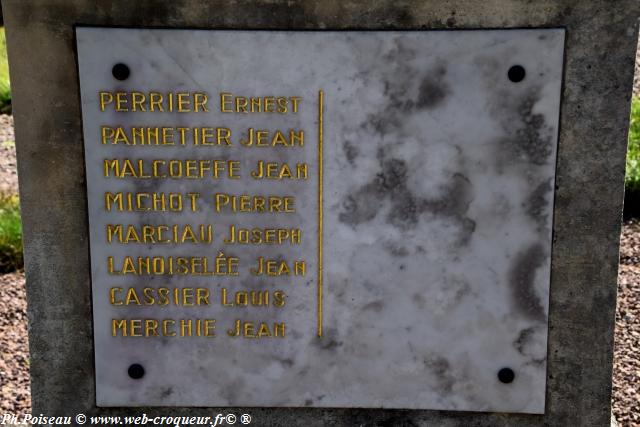 PERRIER ERNEST
PANNETIER JEAN
MALCOEFFE JEAN
MICHOT PIERRE
MARCIAU JOSEPH
LANOISELÉE JEAN
CASSIER LOUIS
MERCHIE JEAN
Ph.Poiseau © www.web-croqueur.fr © ®